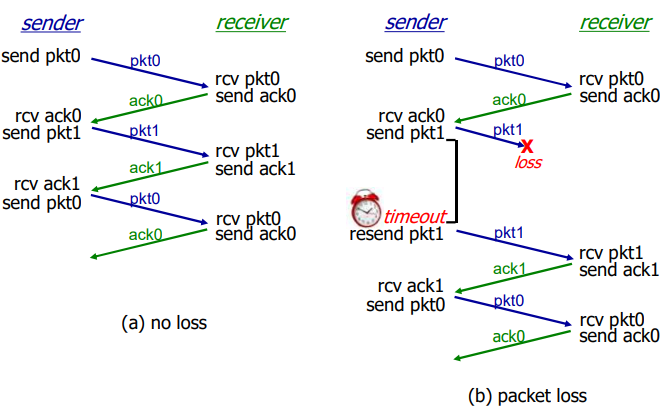 sender
receiver
send pkt0
pkt0
rcv pkt0
send ack0
ack0
rcv ack0
send pkt1
pkt1
rcv pkt1
send ack1
ack1
rcv ack1
send pkt0
pkt0
rcv pkt0
send ack0
ack0
(a) no loss
sender
receiver
send pkt0
pkt0
rcv pkt0
send ack0
ack0
rcv ack0
send pkt1
pkt1
X
loss
timeout
resend pkt1
pkt1
rcv pkt1
send ack1
ack1
rcv ack1
send pkt0
pkt0
rcv pkt0
send ack0
ack0
(b) packet loss